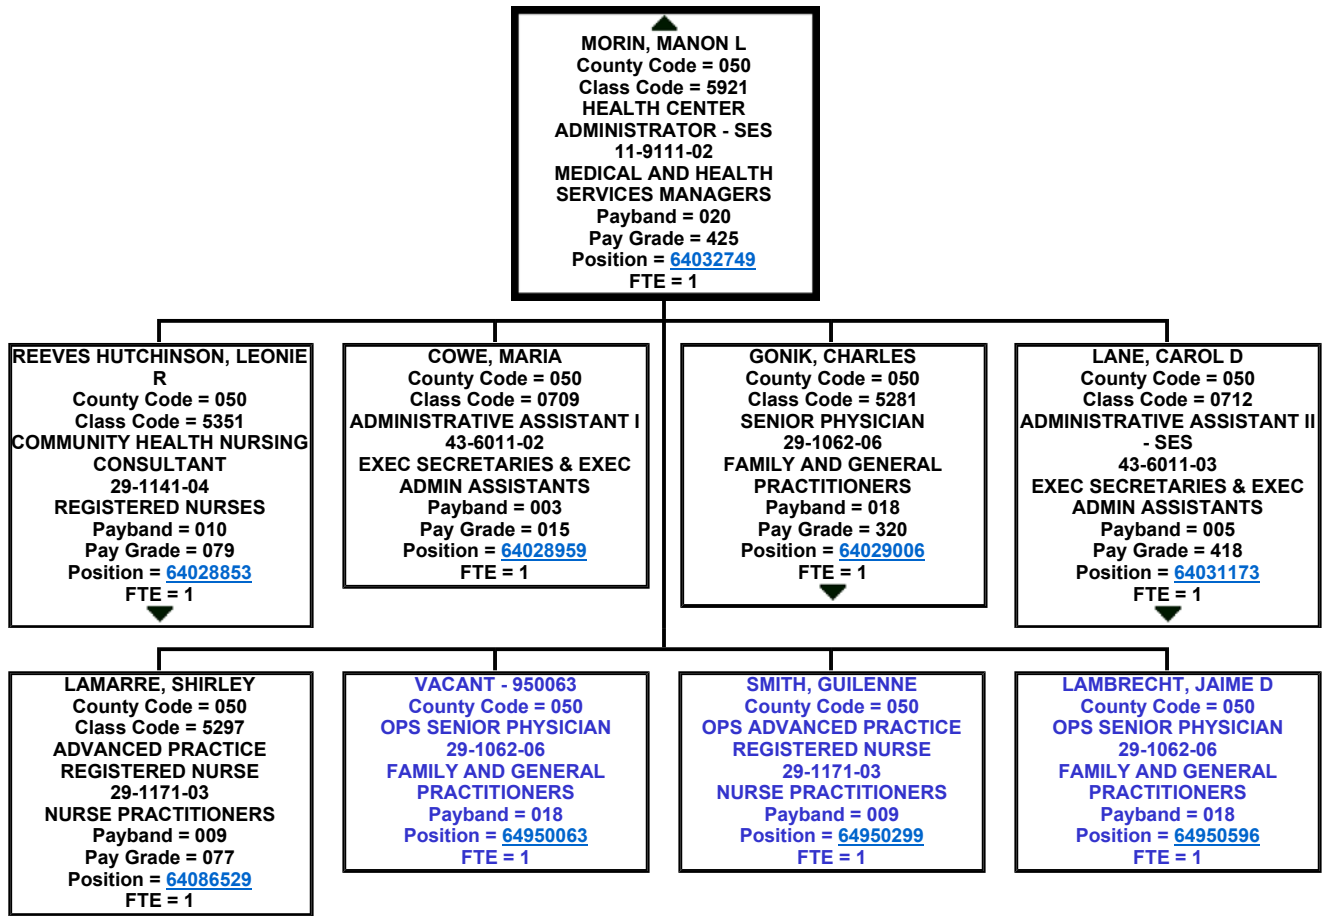 MORIN, MANON L
County Code = 050
Class Code = 5921
HEALTH CENTER
ADMINISTRATOR - SES
11-9111-02
MEDICAL AND HEALTH
SERVICES MANAGERS
Payband = 020
Pay Grade = 425
Position = 64032749
FTE = 1
REEVES HUTCHINSON, LEONIE
R
County Code = 050
Class Code = 5351
COMMUNITY HEALTH NURSING
CONSULTANT
29-1141-04
REGISTERED NURSES
Payband = 010
Pay Grade = 079
Position = 64028853
FTE = 1
COWE, MARIA
County Code = 050
Class Code = 0709
ADMINISTRATIVE ASSISTANT I
43-6011-02
EXEC SECRETARIES & EXEC
ADMIN ASSISTANTS
Payband = 003
Pay Grade = 015
Position = 64028959
FTE = 1
GONIK, CHARLES
County Code = 050
Class Code = 5281
SENIOR PHYSICIAN
29-1062-06
FAMILY AND GENERAL
PRACTITIONERS
Payband = 018
Pay Grade = 320
Position = 64029006
FTE = 1
LANE, CAROL D
County Code = 050
Class Code = 0712
ADMINISTRATIVE ASSISTANT II
- SES
43-6011-03
EXEC SECRETARIES & EXEC
ADMIN ASSISTANTS
Payband = 005
Pay Grade = 418
Position = 64031173
FTE = 1
LAMARRE, SHIRLEY
County Code = 050
Class Code = 5297
ADVANCED PRACTICE
REGISTERED NURSE
29-1171-03
NURSE PRACTITIONERS
Payband = 009
Pay Grade = 077
Position = 64086529
FTE = 1
VACANT - 950063
County Code = 050
OPS SENIOR PHYSICIAN
29-1062-06
FAMILY AND GENERAL
PRACTITIONERS
Payband = 018
Position = 64950063
FTE = 1
SMITH, GUILENNE
County Code = 050
OPS ADVANCED PRACTICE
REGISTERED NURSE
29-1171-03
NURSE PRACTITIONERS
Payband = 009
Position = 64950299
FTE = 1
LAMBRECHT, JAIME D
County Code = 050
OPS SENIOR PHYSICIAN
29-1062-06
FAMILY AND GENERAL
PRACTITIONERS
Payband = 018
Position = 64950596
FTE = 1